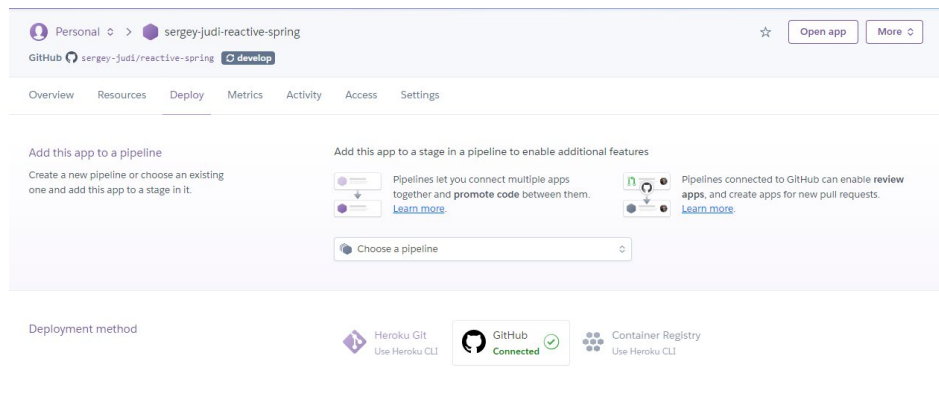 Personal > sergey-judi-reactive-spring
Open app
More
GitHub sergey-judi/reactive-spring develop
Overview Resources Deploy Metrics Activity Access Settings
Add this app to a pipeline
Create a new pipeline or choose an existing
one and add this app to a stage in it.
Add this app to a stage in a pipeline to enable additional features
Pipelines let you connect multiple apps
together and promote code between them.
Learn more.
Pipelines connected to GitHub can enable review
apps, and create apps for new pull requests.
Learn more.
Choose a pipeline
Deployment method
Heroku Git
Use Heroku CLI
GitHub
Connected
Container Registry
Use Heroku CLI